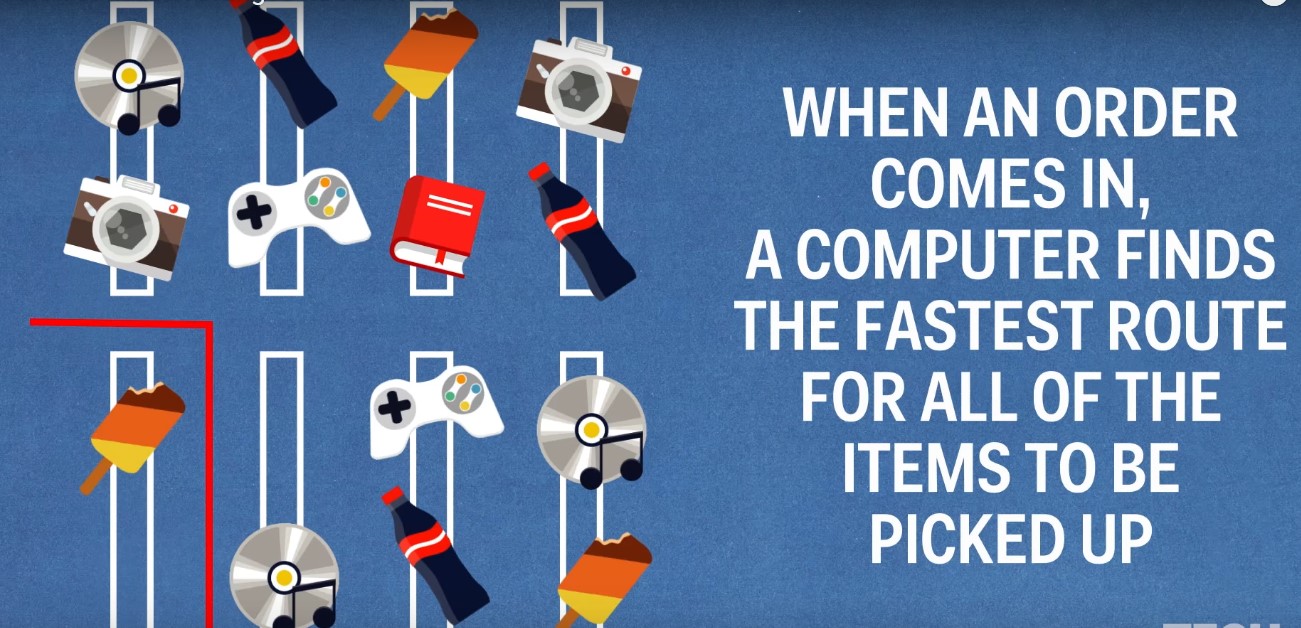 WHEN AN ORDER
COMES IN,
A COMPUTER FINDS
THE FASTEST ROUTE
FOR ALL OF THE
ITEMS TO BE
PICKED UP